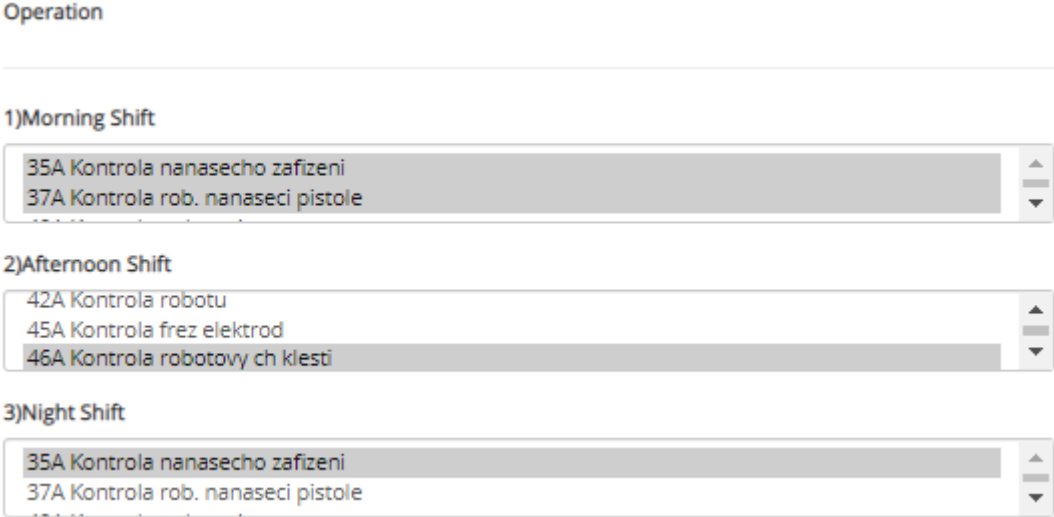 Operation
1)Morning Shift
35A Kontrola nanasecho zafizeni
37A Kontrola rob. nanaseci pistole
2)Afternoon Shift
42A Kontrola robotu
45A Kontrola frez elektrod
46A Kontrola robotovy ch klesti
3)Night Shift
35A Kontrola nanasecho zafizeni
37A Kontrola rob. nanaseci pistole